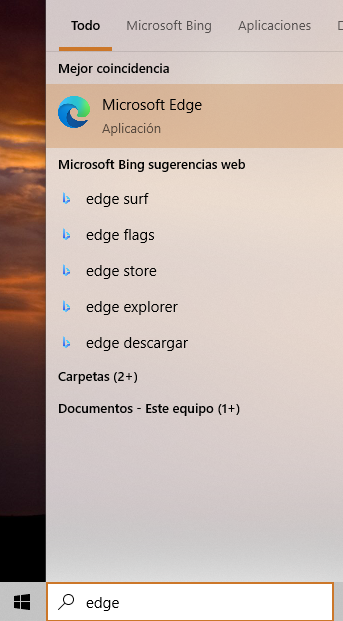 Todo Microsoft Bing Aplicaciones
Mejor coincidencia
Microsoft Edge
Aplicación
Microsoft Bing sugerencias web
edge surf
edge flags
edge store
edge explorer
edge descargar
Carpetas (2+)
Documentos - Este equipo (1+)
edge